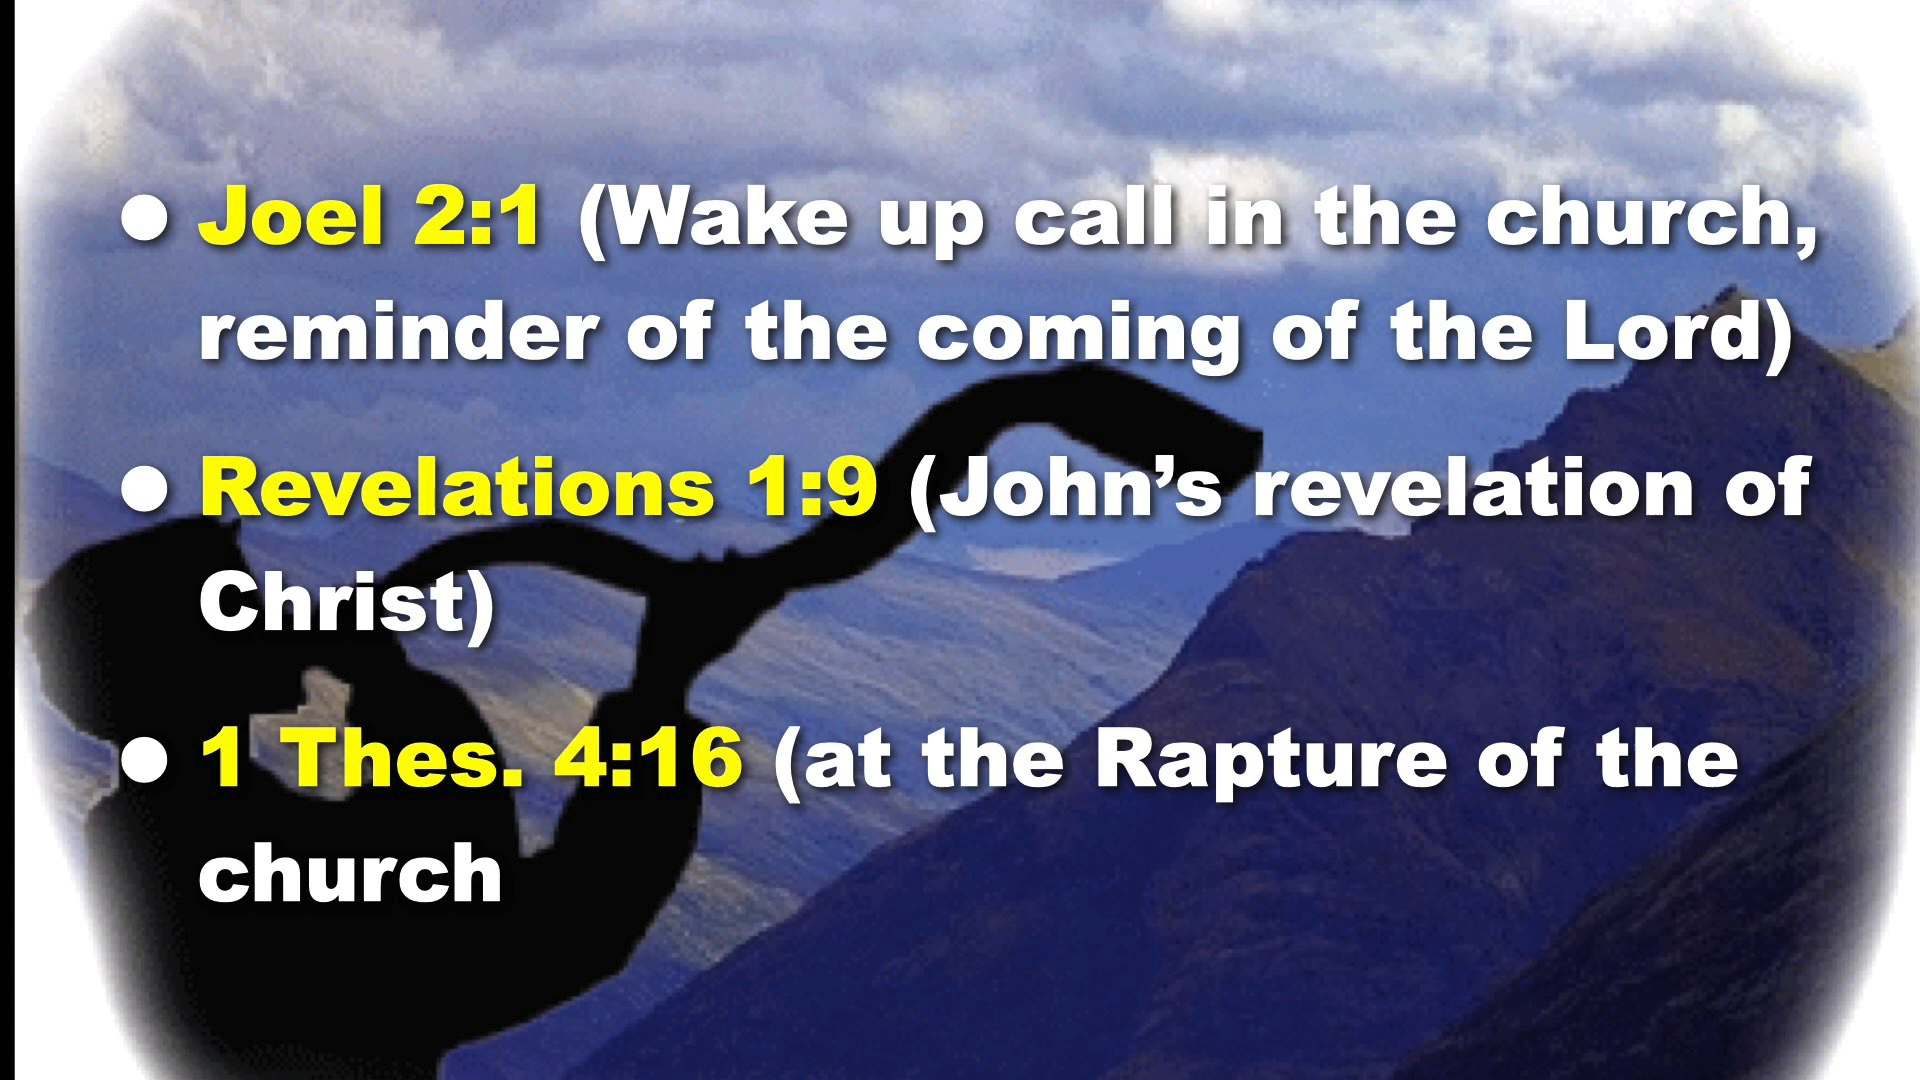 ● Joel 2:1 (Wake up call in the church,
reminder of the coming of the Lord)
● Revelations 1:9 (John’s revelation of
Christ)
● 1 Thes. 4:16 (at the Rapture of the
church